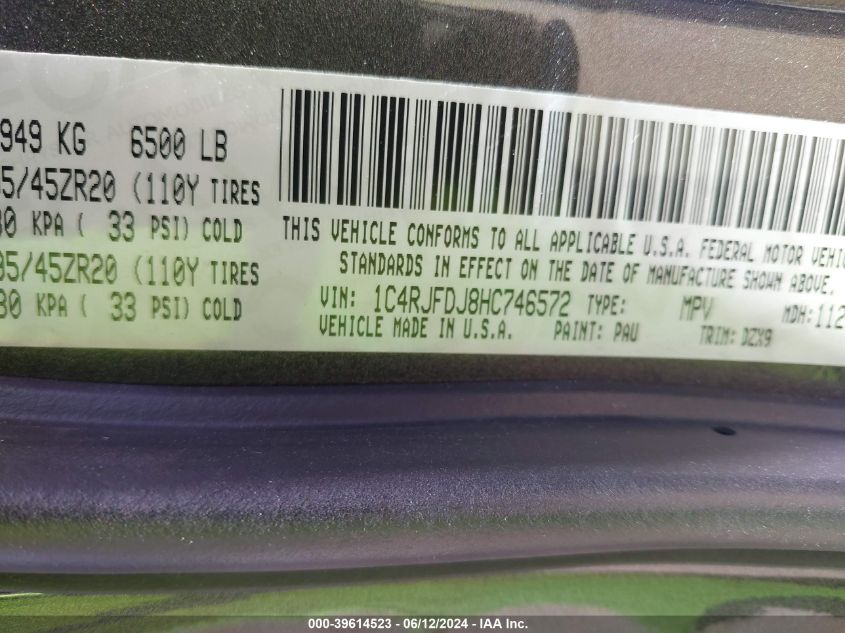 949 KG 6500 LB
5/45ZR20 (110Y TIRES
30 KPA ( 33 PSI) COLD
THIS VEHICLE CONFORMS TO ALL APPLICABLE U.S.A. FEDERAL MOTOR VEHIC
STANDARDS IN EFFECT ON THE DATE OF MANUFACTURE SHOWN ABOVE.
95/45ZR20 (110Y TIRES
VIN: 1C4RJFDJ8HC746572 TYPE: MPV MDH:112
30 KPA ( 33 PSI) COLD
VEHICLE MADE IN U.S.A. PAINT: PAU TRIM: DZX9
000-39614523 - 06/12/2024 - IAA Inc.